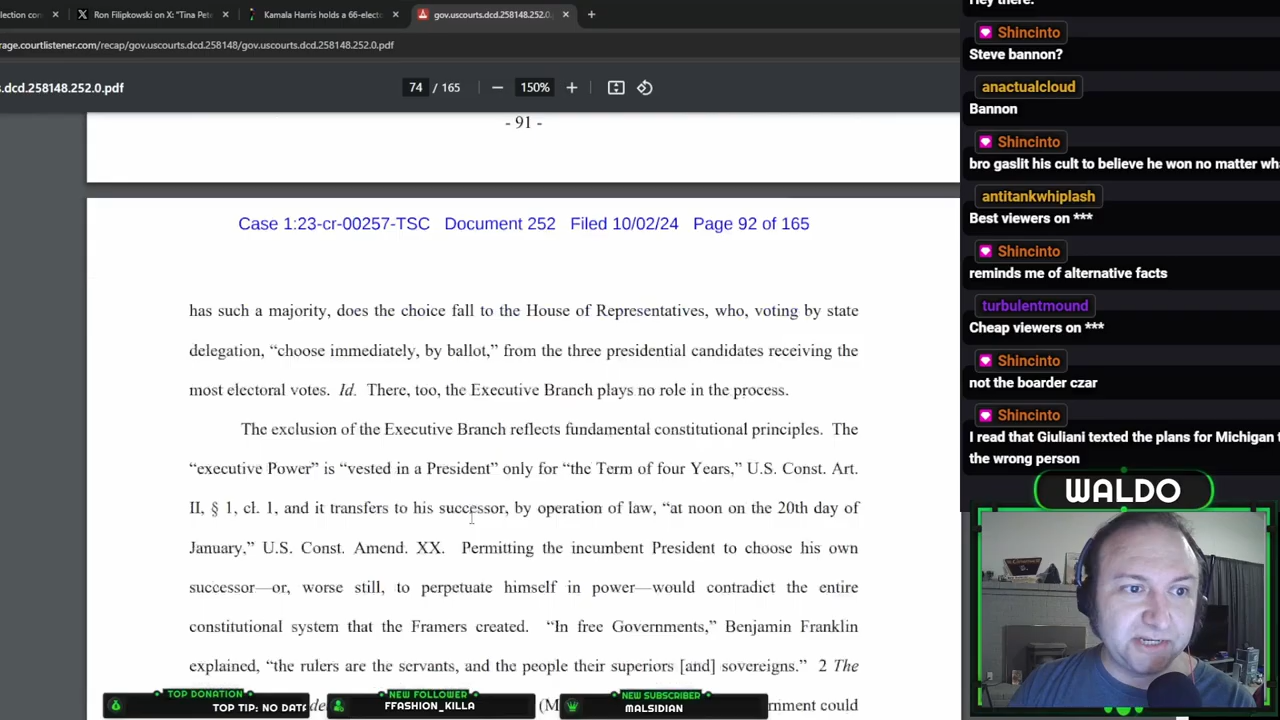 Ron Filipkowski on X: "Tina Pete
Kamala Harris holds a 66-electo
gov.uscourts.dcd.258148.252.0.p
rage.courtlistener.com/recap/gov.uscourts.dcd.258148/gov.uscourts.dcd.258148.252.0.pdf
s.dcd.258148.252.0.pdf
74 / 165
150%
- 91 -
Case 1:23-cr-00257-TSC Document 252 Filed 10/02/24 Page 92 of 165
has such a majority, does the choice fall to the House of Representatives, who, voting by state
delegation, “choose immediately, by ballot,” from the three presidential candidates receiving the
most electoral votes. Id. There, too, the Executive Branch plays no role in the process.
The exclusion of the Executive Branch reflects fundamental constitutional principles. The
“executive Power” is “vested in a President” only for “the Term of four Years,” U.S. Const. Art.
II, § 1, cl. 1, and it transfers to his successor, by operation of law, “at noon on the 20th day of
January,” U.S. Const. Amend. XX. Permitting the incumbent President to choose his own
successor—or, worse still, to perpetuate himself in power—would contradict the entire
constitutional system that the Framers created. “In free Governments,” Benjamin Franklin
explained, “the rulers are the servants, and the people their superiors [and] sovereigns.” 2 The
(M
rnment could
TOP DONATION
TOP TIP: NO DATA
NEW FOLLOWER
FFASHION_KILLA
NEW SUBSCRIBER
MALSIDIAN
Hey there!
Shincinto
Steve bannon?
anactualcloud
Bannon
Shincinto
bro gaslit his cult to believe he won no matter wha
antitankwhiplash
Best viewers on ***
Shincinto
reminds me of alternative facts
turbulentmound
Cheap viewers on ***
Shincinto
not the boarder czar
Shincinto
I read that Giuliani texted the plans for Michigan t
the wrong person
WALDO